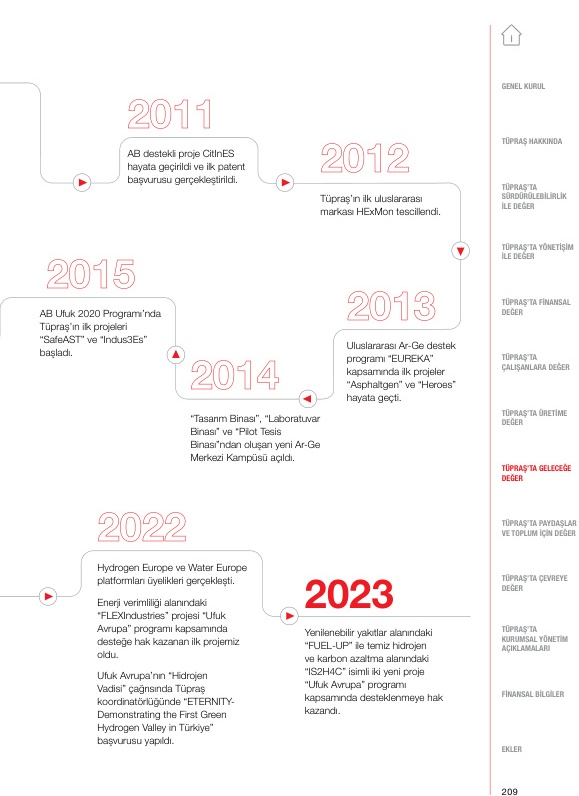 2011
AB destekli proje CitInES
hayata geçirildi ve ilk patent
başvurusu gerçekleştirildi.
2012
Tüpraş'ın ilk uluslararası
markası HExMon tescillendi.
2013
Uluslararası Ar-Ge destek
programı “EUREKA”
kapsamında ilk projeler
“Asphaltgen” ve “Heroes”
hayata geçti.
2014
“Tasarım Binası”, “Laboratuvar
Binası” ve “Pilot Tesis
Binası”ndan oluşan yeni Ar-Ge
Merkezi Kampüsü açıldı.
2015
AB Ufuk 2020 Programı’nda
Tüpraş’ın ilk projeleri
“SafeAST” ve “Indus3Es”
başladı.
2022
Hydrogen Europe ve Water Europe
platformları üyelikleri gerçekleşti.
Enerji verimliliği alanındaki
“FLEXIndustries” projesi “Ufuk
Avrupa” programı kapsamında
desteğe hak kazanan ilk projemiz
oldu.
Ufuk Avrupa’nın “Hidrojen
Vadisi” çağrısında Tüpraş
koordinatörlüğünde “ETERNITY-
Demonstrating the First Green
Hydrogen Valley in Türkiye”
başvurusu yapıldı.
2023
Yenilenebilir yakıtlar alanındaki
“FUEL-UP” ile temiz hidrojen
ve karbon azaltma alanındaki
“IS2H4C” isimli iki yeni proje
“Ufuk Avrupa” programı
kapsamında desteklenmeye hak
kazandı.
GENEL KURUL
TÜPRAŞ HAKKINDA
TÜPRAŞ’TA
SÜRDÜRÜLEBİLİRLİK
İLE DEĞER
TÜPRAŞ’TA YÖNETİŞİM
İLE DEĞER
TÜPRAŞ’TA FİNANSAL
DEĞER
TÜPRAŞ’TA
ÇALIŞANLARA DEĞER
TÜPRAŞ’TA ÜRETİME
DEĞER
TÜPRAŞ’TA GELECEĞE
DEĞER
TÜPRAŞ’TA PAYDAŞLAR
VE TOPLUM İÇİN DEĞER
TÜPRAŞ’TA ÇEVREYE
DEĞER
TÜPRAŞ’TA
KURUMSAL YÖNETİM
AÇIKLAMALARI
FİNANSAL BİLGİLER
EKLER
209